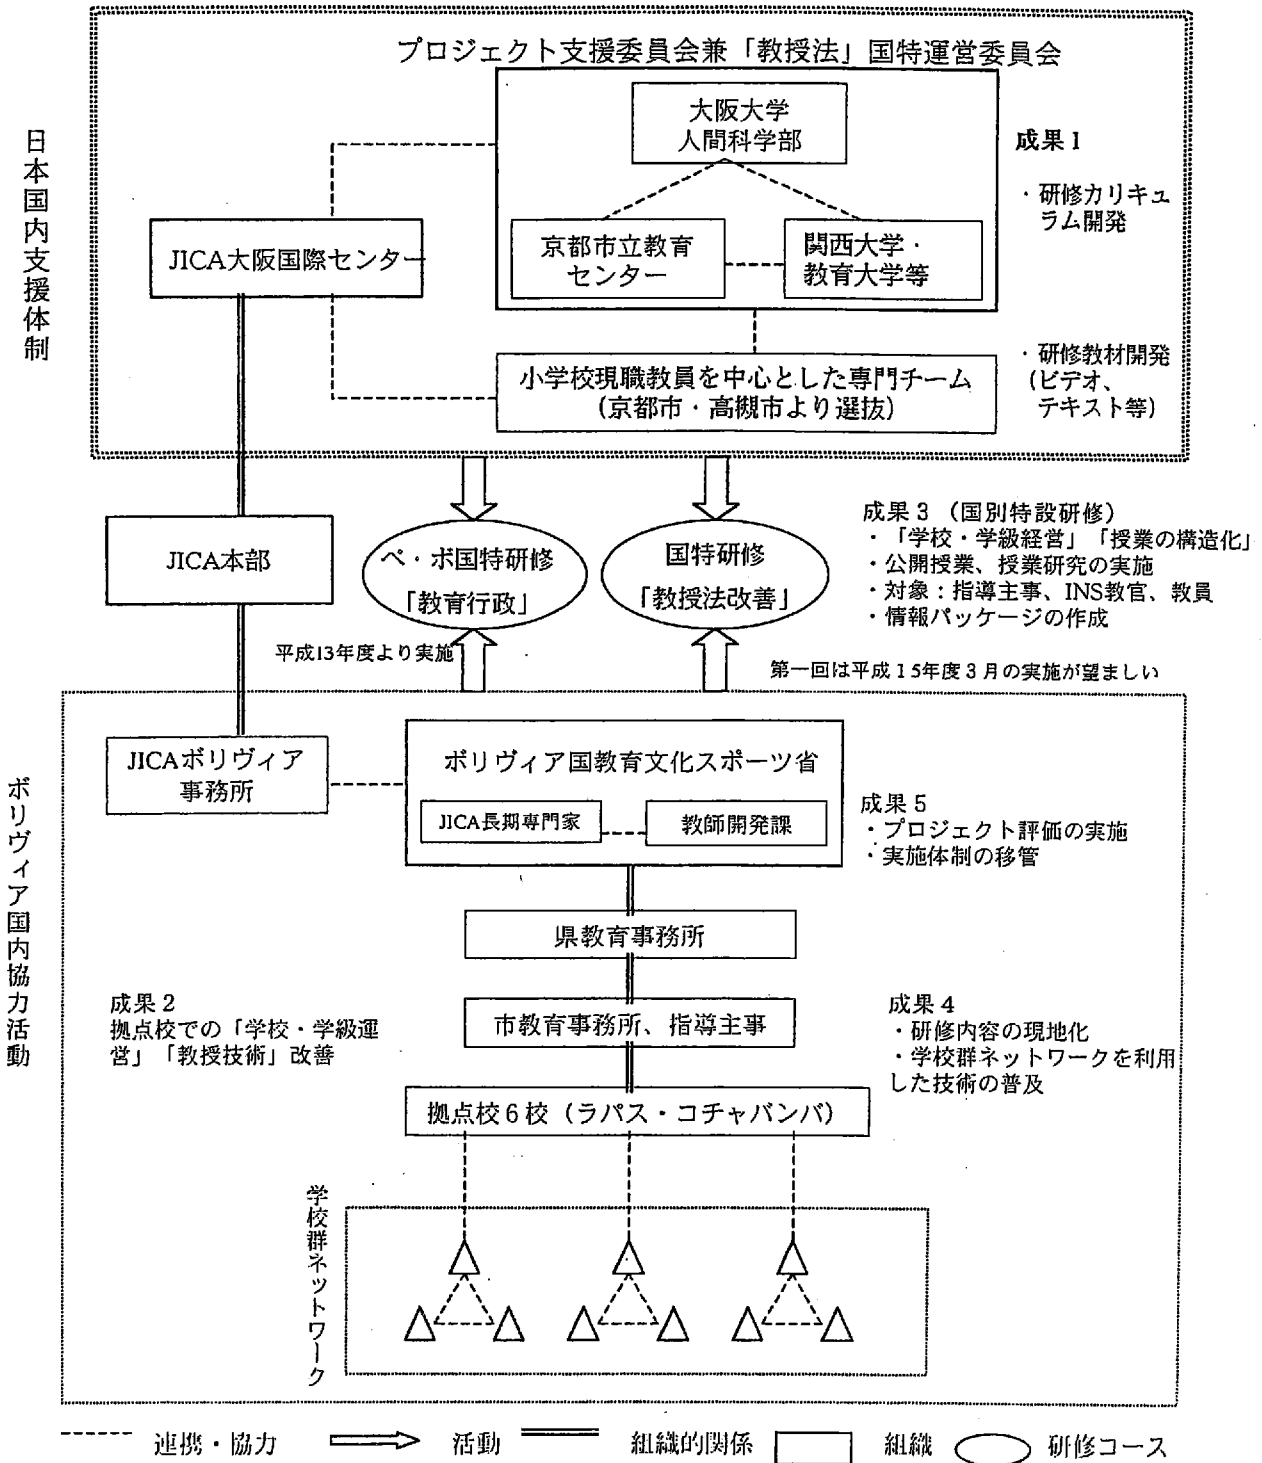 日本国内支援体制
プロジェクト支援委員会兼「教授法」国特運営委員会
大阪大学
人間科学部
京都市立教育
センター
関西大学・
教育大学等
成果1
・研修カリキュ
ラム開発
JICA大阪国際センター
小学校現職教員を中心とした専門チーム
(京都市・高槻市より選抜)
・研修教材開発
(ビデオ、
テキスト等)
JICA本部
ペ・ボ国特研修
「教育行政」
国特研修
「教授法改善」
成果3 (国別特設研修)
・「学校・学級経営」「授業の構造化」
・公開授業、授業研究の実施
・対象：指導主事、INS教官、教員
・情報パッケージの作成
平成13年度より実施
第一回は平成15年度3月の実施が望ましい
ボリヴィア国内協力活動
JICAボリヴィア
事務所
ボリヴィア国教育文化スポーツ省
JICA長期専門家
教師開発課
成果5
・プロジェクト評価の実施
・実施体制の移管
県教育事務所
成果2
拠点校での「学校・学級運
営」「教授技術」改善
市教育事務所、指導主事
成果4
・研修内容の現地化
・学校群ネットワークを利用
した技術の普及
拠点校6校（ラパス・コチャバンバ）
学校群ネットワーク
連携・協力
活動
組織的関係
組織
研修コース